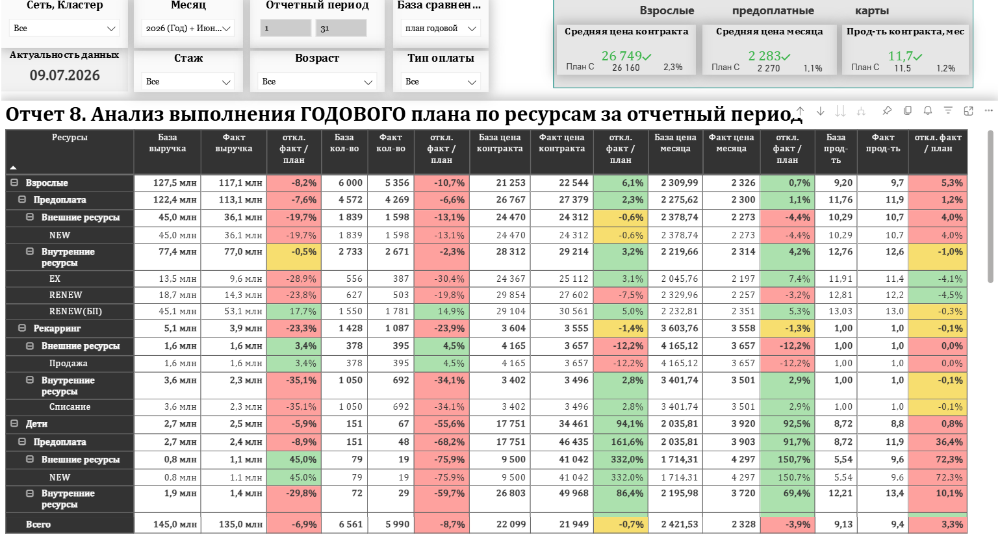 Сеть, Кластер
Все
Месяц
2026 (Год) + Июн...
Отчетный период
1 31
База сравнен...
план годовой
Актуальность данных
09.07.2026
Стаж
Все
Возраст
Все
Тип оплаты
Все
Взрослые предоплатные карты
Средняя цена контракта
26 749
План С 26 160 2,3%
Средняя цена месяца
2 283
План С 2 270 1,1%
Прод-ть контракта, мес
11,7
План С 11,5 1,2%
Отчет 8. Анализ выполнения ГОДОВОГО плана по ресурсам за отчетный период
Ресурсы База выручка Факт выручка откл. факт / план База кол-во Факт кол-во откл. факт / план База цена контракта Факт цена контракта откл. факт / план База цена месяца Факт цена месяца откл. факт / план База прод-ть Факт прод-ть откл. факт / план
Взрослые 127,5 млн 117,1 млн -8,2% 6 000 5 356 -10,7% 21 253 22 544 6,1% 2 309,99 2 326 0,7% 9,20 9,7 5,3%
Предоплата 122,4 млн 113,1 млн -7,6% 4 572 4 269 -6,6% 26 767 27 379 2,3% 2 275,62 2 300 1,1% 11,76 11,9 1,2%
Внешние ресурсы 45,0 млн 36,1 млн -19,7% 1 839 1 598 -13,1% 24 470 24 312 -0,6% 2 378,74 2 273 -4,4% 10,29 10,7 4,0%
NEW 45,0 млн 36,1 млн -19,7% 1 839 1 598 -13,1% 24 470 24 312 -0,6% 2 378,74 2 273 -4,4% 10,29 10,7 4,0%
Внутренние ресурсы 77,4 млн 77,0 млн -0,5% 2 733 2 671 -2,3% 28 312 29 214 3,2% 2 219,66 2 314 4,2% 12,76 12,6 -1,0%
EX 13,5 млн 9,6 млн -28,9% 556 387 -30,4% 24 367 25 112 3,1% 2 045,76 2 197 7,4% 11,91 11,4 -4,1%
RENEW 18,7 млн 14,3 млн -23,8% 627 503 -19,8% 29 854 27 602 -7,5% 2 329,96 2 257 -3,2% 12,81 12,2 -4,5%
RENEW(БП) 45,1 млн 53,1 млн 17,7% 1 550 1 781 14,9% 29 104 30 561 5,0% 2 232,81 2 351 5,3% 13,03 13,0 -0,3%
Рекарринг 5,1 млн 3,9 млн -23,3% 1 428 1 087 -23,9% 3 604 3 555 -1,4% 3 603,76 3 558 -1,3% 1,00 1,0 -0,1%
Внешние ресурсы 1,6 млн 1,6 млн 3,4% 378 395 4,5% 4 165 3 657 -12,2% 4 165,12 3 657 -12,2% 1,00 1,0 0,0%
Продажа 1,6 млн 1,6 млн 3,4% 378 395 4,5% 4 165 3 657 -12,2% 4 165,12 3 657 -12,2% 1,00 1,0 0,0%
Внутренние ресурсы 3,6 млн 2,3 млн -35,1% 1 050 692 -34,1% 3 402 3 496 2,8% 3 401,74 3 501 2,9% 1,00 1,0 -0,1%
Списание 3,6 млн 2,3 млн -35,1% 1 050 692 -34,1% 3 402 3 496 2,8% 3 401,74 3 501 2,9% 1,00 1,0 -0,1%
Дети 2,7 млн 2,5 млн -5,9% 151 67 -55,6% 17 751 34 461 94,1% 2 035,81 3 920 92,5% 8,72 8,8 0,8%
Предоплата 2,7 млн 2,4 млн -8,9% 151 48 -68,2% 17 751 46 435 161,6% 2 035,81 3 903 91,7% 8,72 11,9 36,4%
Внешние ресурсы 0,8 млн 1,1 млн 45,0% 79 19 -75,9% 9 500 41 042 332,0% 1 714,31 4 297 150,7% 5,54 9,6 72,3%
NEW 0,8 млн 1,1 млн 45,0% 79 19 -75,9% 9 500 41 042 332,0% 1 714,31 4 297 150,7% 5,54 9,6 72,3%
Внутренние ресурсы 1,9 млн 1,4 млн -29,8% 72 29 -59,7% 26 803 49 968 86,4% 2 195,98 3 720 69,4% 12,21 13,4 10,1%
Всего 145,0 млн 135,0 млн -6,9% 6 561 5 990 -8,7% 22 099 21 949 -0,7% 2 421,53 2 328 -3,9% 9,13 9,4 3,3%